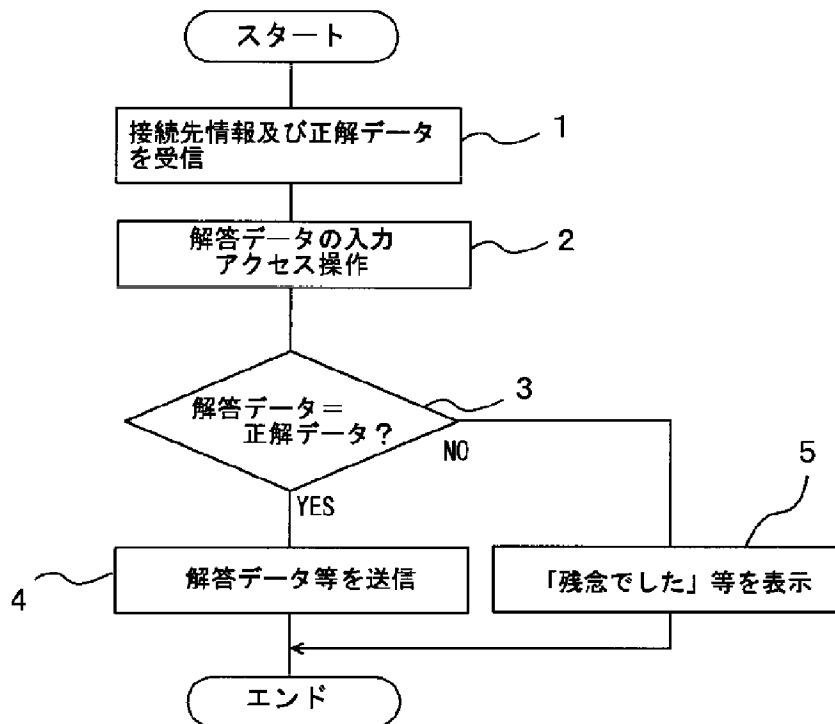 スタート
接続先情報及び正解データ
を受信
1
解答データの入力
アクセス操作
2
解答データ＝
正解データ？
3
NO
YES
5
解答データ等を送信
4
「残念でした」等を表示
エンド